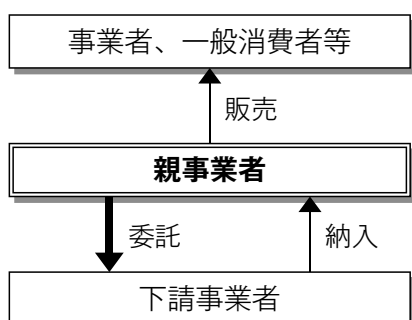 事業者、一般消費者等
販売
親事業者
委託
納入
下請事業者